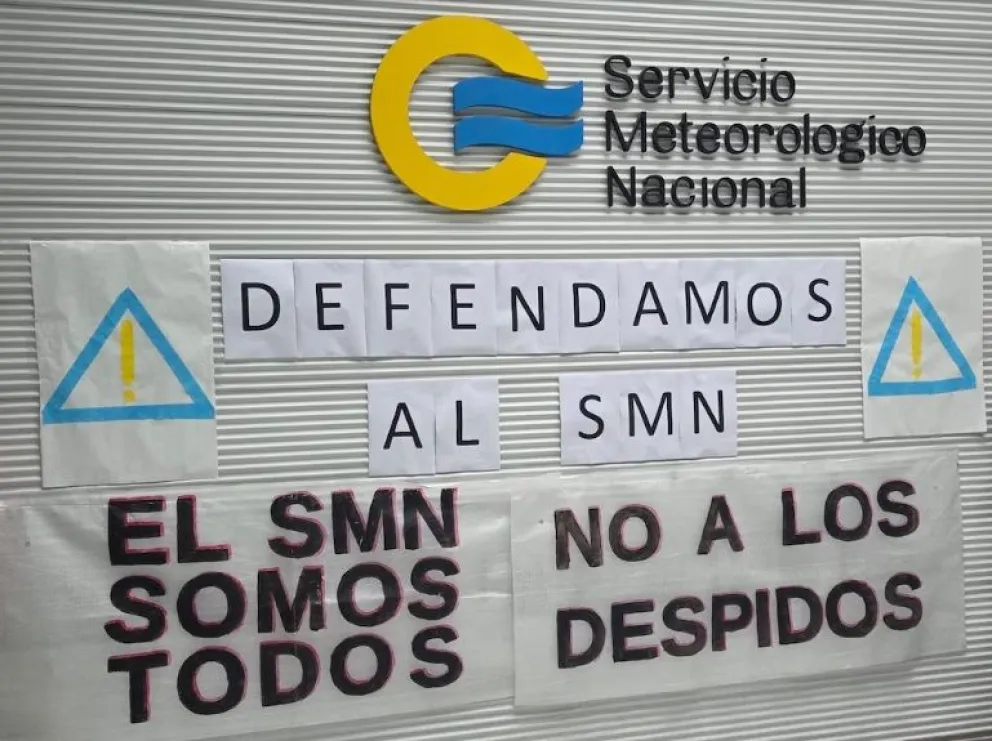 Servicio
Meteorologico
Nacional
! DEFENDAMOS !
AL SMN
EL SMN
SOMOS
TODOS
NO A LOS
DESPIDOS